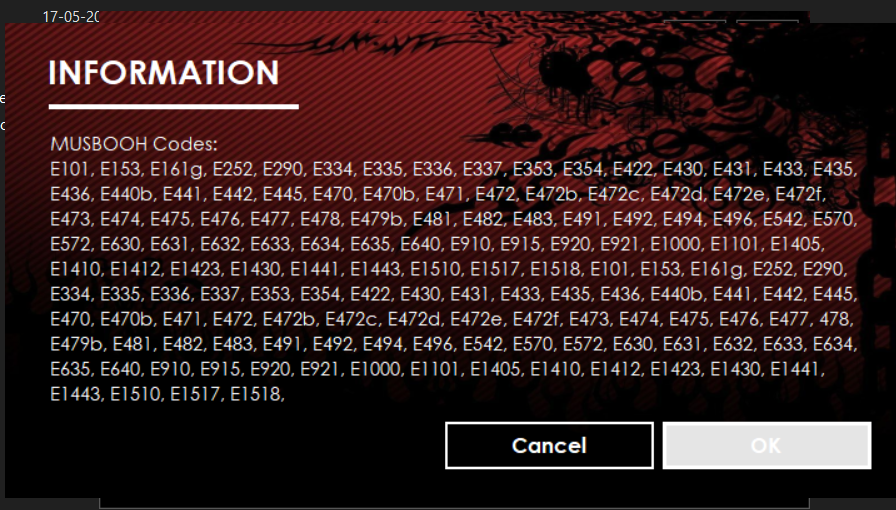 17-05-20
INFORMATION
MUSBOOH Codes:
E101, E153, E161g, E252, E290, E334, E335, E336, E337, E353, E354, E422, E430, E431, E433, E435,
E436, E440b, E441, E442, E445, E470, E470b, E471, E472, E472b, E472c, E472d, E472e, E472f,
E473, E474, E475, E476, E477, E478, E479b, E481, E482, E483, E491, E492, E494, E496, E542, E570,
E572, E630, E631, E632, E633, E634, E635, E640, E910, E915, E920, E921, E1000, E1101, E1405,
E1410, E1412, E1423, E1430, E1441, E1443, E1510, E1517, E1518, E101, E153, E161g, E252, E290,
E334, E335, E336, E337, E353, E354, E422, E430, E431, E433, E435, E436, E440b, E441, E442, E445,
E470, E470b, E471, E472, E472b, E472c, E472d, E472e, E472f, E473, E474, E475, E476, E477, 478,
E479b, E481, E482, E483, E491, E492, E494, E496, E542, E570, E572, E630, E631, E632, E633, E634,
E635, E640, E910, E915, E920, E921, E1000, E1101, E1405, E1410, E1412, E1423, E1430, E1441,
E1443, E1510, E1517, E1518,
Cancel
OK